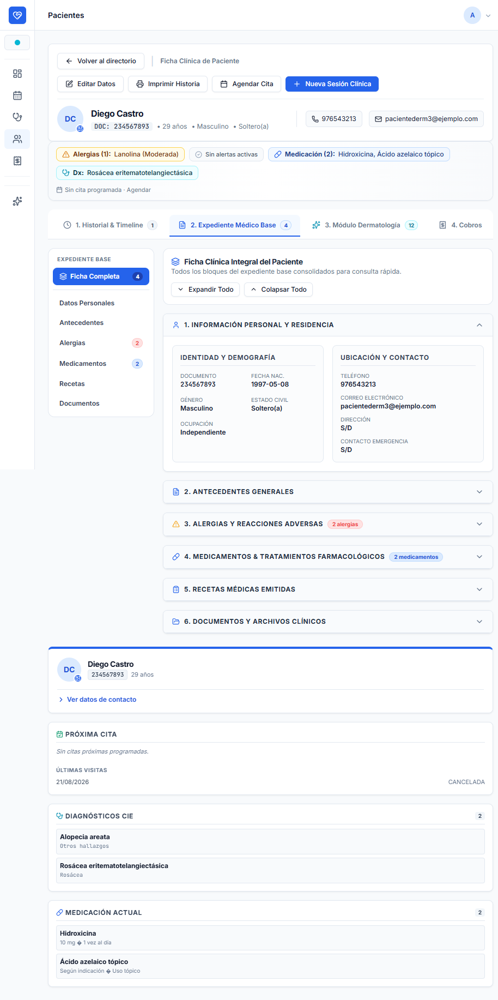 Pacientes
A
Volver al directorio
Ficha Clínica de Paciente
Editar Datos
Imprimir Historia
Agendar Cita
Nueva Sesión Clínica
DC
Diego Castro
DOC: 234567893 • 29 años • Masculino • Soltero(a)
976543213
pacientederm3@ejemplo.com
Alergias (1): Lanolina (Moderada)
Sin alertas activas
Medicación (2): Hidroxicina, Ácido azelaico tópico
Dx: Rosácea eritematotelangiectásica
Sin cita programada · Agendar
1. Historial & Timeline 1
2. Expediente Médico Base 4
3. Módulo Dermatología 12
4. Cobros
EXPEDIENTE BASE
Ficha Completa 4
Datos Personales
Antecedentes
Alergias 2
Medicamentos 2
Recetas
Documentos
Ficha Clínica Integral del Paciente
Todos los bloques del expediente base consolidados para consulta rápida.
Expandir Todo
Colapsar Todo
1. INFORMACIÓN PERSONAL Y RESIDENCIA
IDENTIDAD Y DEMOGRAFÍA
DOCUMENTO
234567893
FECHA NAC.
1997-05-08
GÉNERO
Masculino
ESTADO CIVIL
Soltero(a)
OCUPACIÓN
Independiente
UBICACIÓN Y CONTACTO
TELÉFONO
976543213
CORREO ELECTRÓNICO
pacientederm3@ejemplo.com
DIRECCIÓN
S/D
CONTACTO EMERGENCIA
S/D
2. ANTECEDENTES GENERALES
3. ALERGIAS Y REACCIONES ADVERSAS 2 alergias
4. MEDICAMENTOS & TRATAMIENTOS FARMACOLÓGICOS 2 medicamentos
5. RECETAS MÉDICAS EMITIDAS
6. DOCUMENTOS Y ARCHIVOS CLÍNICOS
DC
Diego Castro
234567893 29 años
Ver datos de contacto
PRÓXIMA CITA
Sin citas próximas programadas.
ÚLTIMAS VISITAS
21/08/2026 CANCELADA
DIAGNÓSTICOS CIE 2
Alopecia areata
Otros hallazgos
Rosácea eritematotelangiectásica
Rosácea
MEDICACIÓN ACTUAL 2
Hidroxicina
10 mg � 1 vez al día
Ácido azelaico tópico
Según indicación � Uso tópico